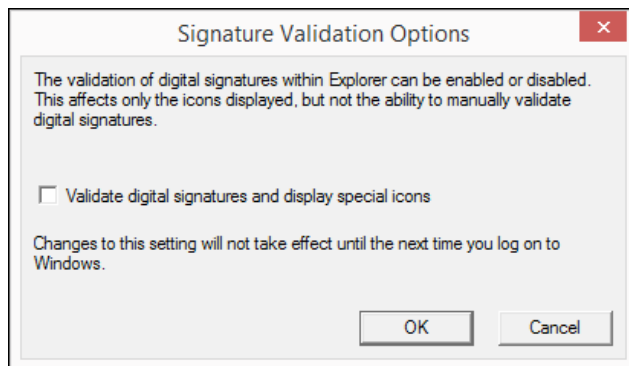 Signature Validation Options
The validation of digital signatures within Explorer can be enabled or disabled.
This affects only the icons displayed, but not the ability to manually validate
digital signatures.
Validate digital signatures and display special icons
Changes to this setting will not take effect until the next time you log on to
Windows.
OK Cancel